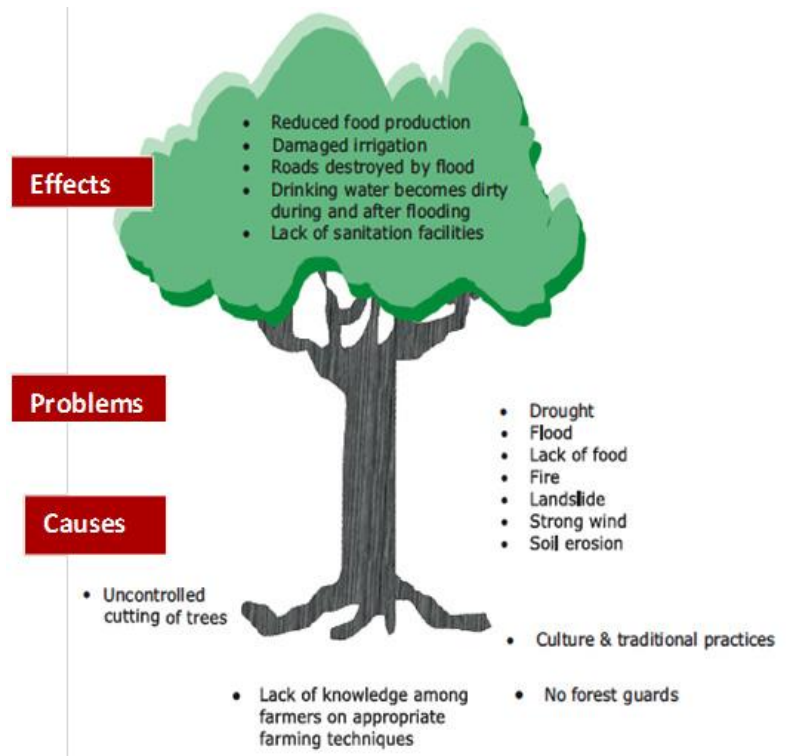 Effects
• Reduced food production
• Damaged irrigation
• Roads destroyed by flood
• Drinking water becomes dirty
during and after flooding
• Lack of sanitation facilities
Problems
• Drought
• Flood
• Lack of food
• Fire
• Landslide
• Strong wind
• Soil erosion
Causes
• Uncontrolled
cutting of trees
• Culture & traditional practices
• Lack of knowledge among
farmers on appropriate
farming techniques
• No forest guards